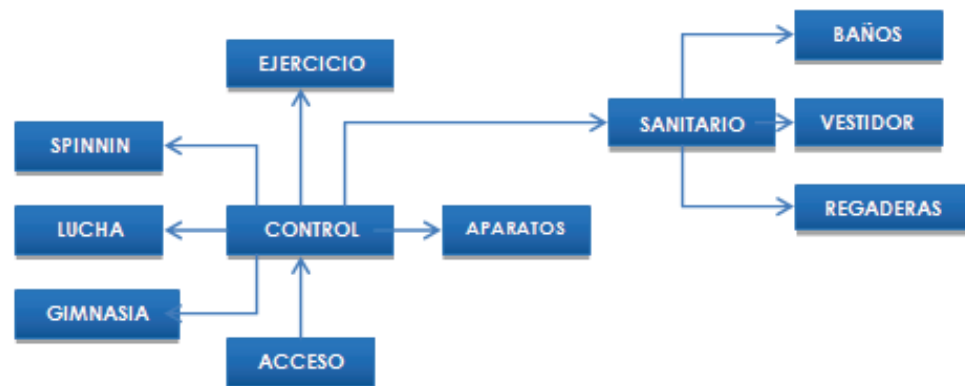 BAÑOS
EJERCICIO
SANITARIO
VESTIDOR
SPINNIN
REGADERAS
LUCHA
CONTROL
APARATOS
GIMNASIA
ACCESO